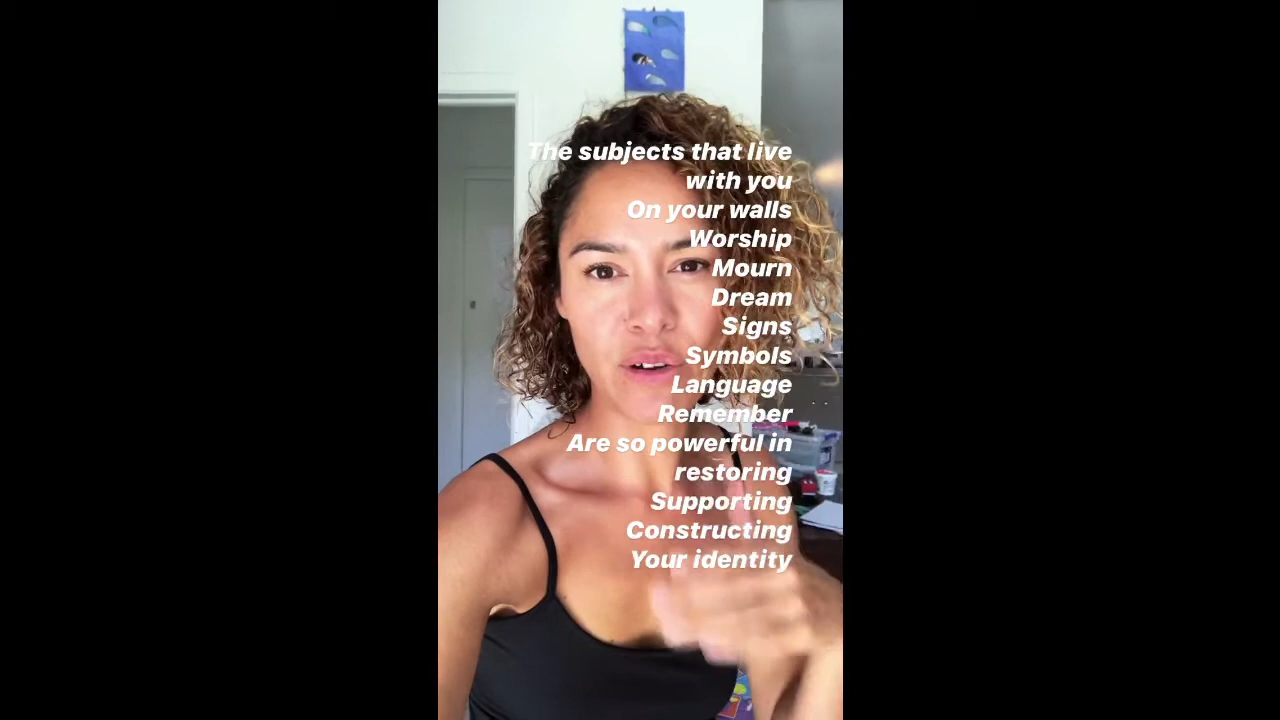 The subjects that live
with you
On your walls
Worship
Mourn
Dream
Signs
Symbols
Language
Remember
Are so powerful in
restoring
Supporting
Constructing
Your identity